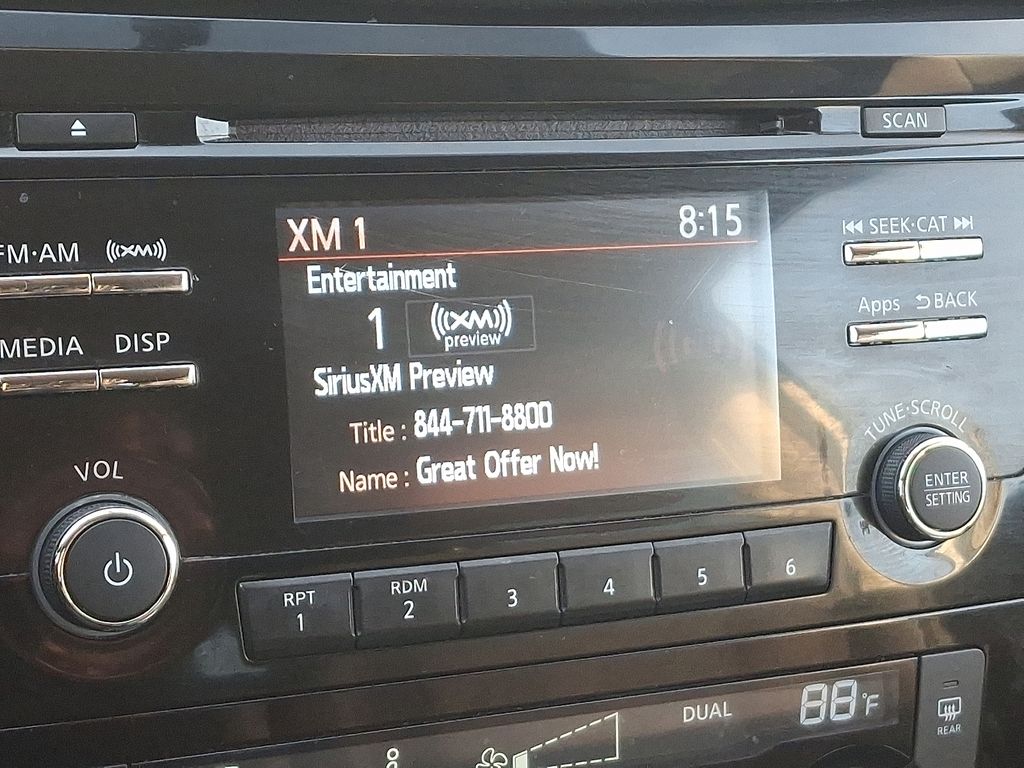 SCAN
FM·AM
XM
SEEK·CAT
MEDIA
DISP
Apps
BACK
XM 1
8:15
Entertainment
1
XM
preview
SiriusXM Preview
Title : 844-711-8800
Name : Great Offer Now!
VOL
TUNE·SCROLL
ENTER
SETTING
RPT
1
RDM
2
3
4
5
6
DUAL
88°F
REAR